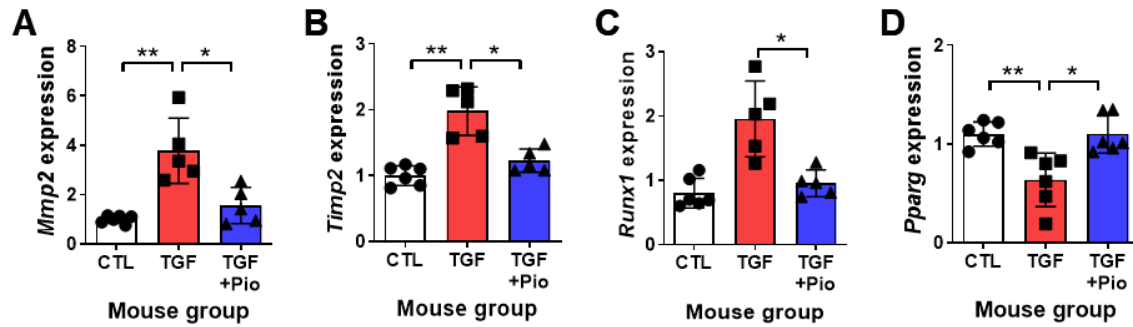 A
Mmp2 expression
8
6
4
2
0
**
*
CTL
TGF
TGF
+Pio
Mouse group
B
Timp2 expression
3
2
1
0
**
*
CTL
TGF
TGF
+Pio
Mouse group
C
Runx1 expression
3
2
1
0
*
CTL
TGF
TGF
+Pio
Mouse group
D
Pparg expression
2
1
0
**
*
CTL
TGF
TGF
+Pio
Mouse group